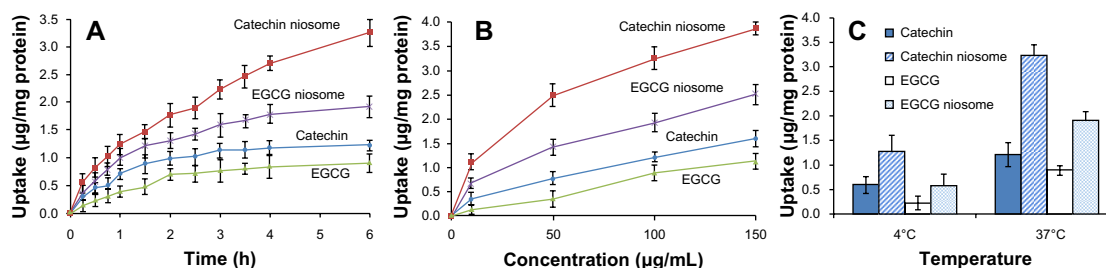 A
Uptake (µg/mg protein)
3.5
3.0
2.5
2.0
1.5
1.0
0.5
0.0
Catechin niosome
EGCG niosome
Catechin
EGCG
0 1 2 3 4 5 6
Time (h)
B
Uptake (µg/mg protein)
4.0
3.5
3.0
2.5
2.0
1.5
1.0
0.5
0.0
Catechin niosome
EGCG niosome
Catechin
EGCG
0 50 100 150
Concentration (µg/mL)
C
Uptake (µg/mg protein)
4.0
3.5
3.0
2.5
2.0
1.5
1.0
0.5
0.0
Catechin
Catechin niosome
EGCG
EGCG niosome
4°C 37°C
Temperature